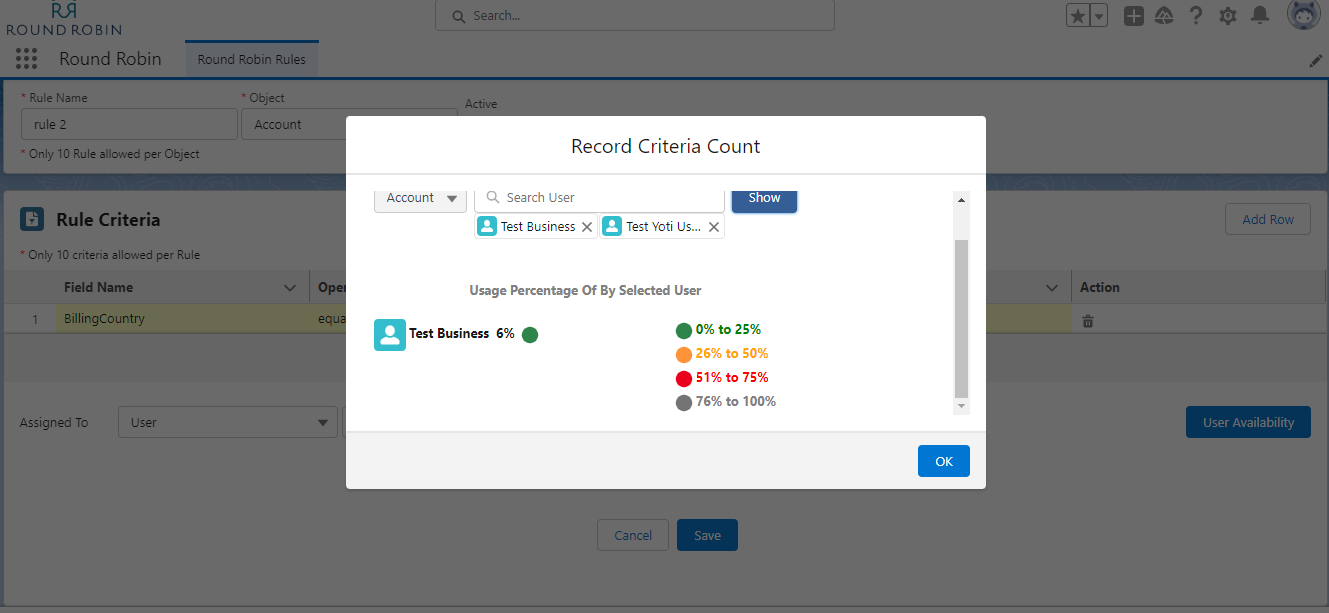 ROUND ROBIN
Search...
Round Robin
Round Robin Rules
* Rule Name
* Object
Active
rule 2
Account
* Only 10 Rule allowed per Object
Record Criteria Count
Account
Search User
Show
Test Business
Test Yoti Us...
Rule Criteria
Add Row
* Only 10 criteria allowed per Rule
Field Name
Oper
Action
1
BillingCountry
equa
Usage Percentage Of By Selected User
Test Business 6%
0% to 25%
26% to 50%
51% to 75%
76% to 100%
Assigned To
User
User Availability
OK
Cancel
Save